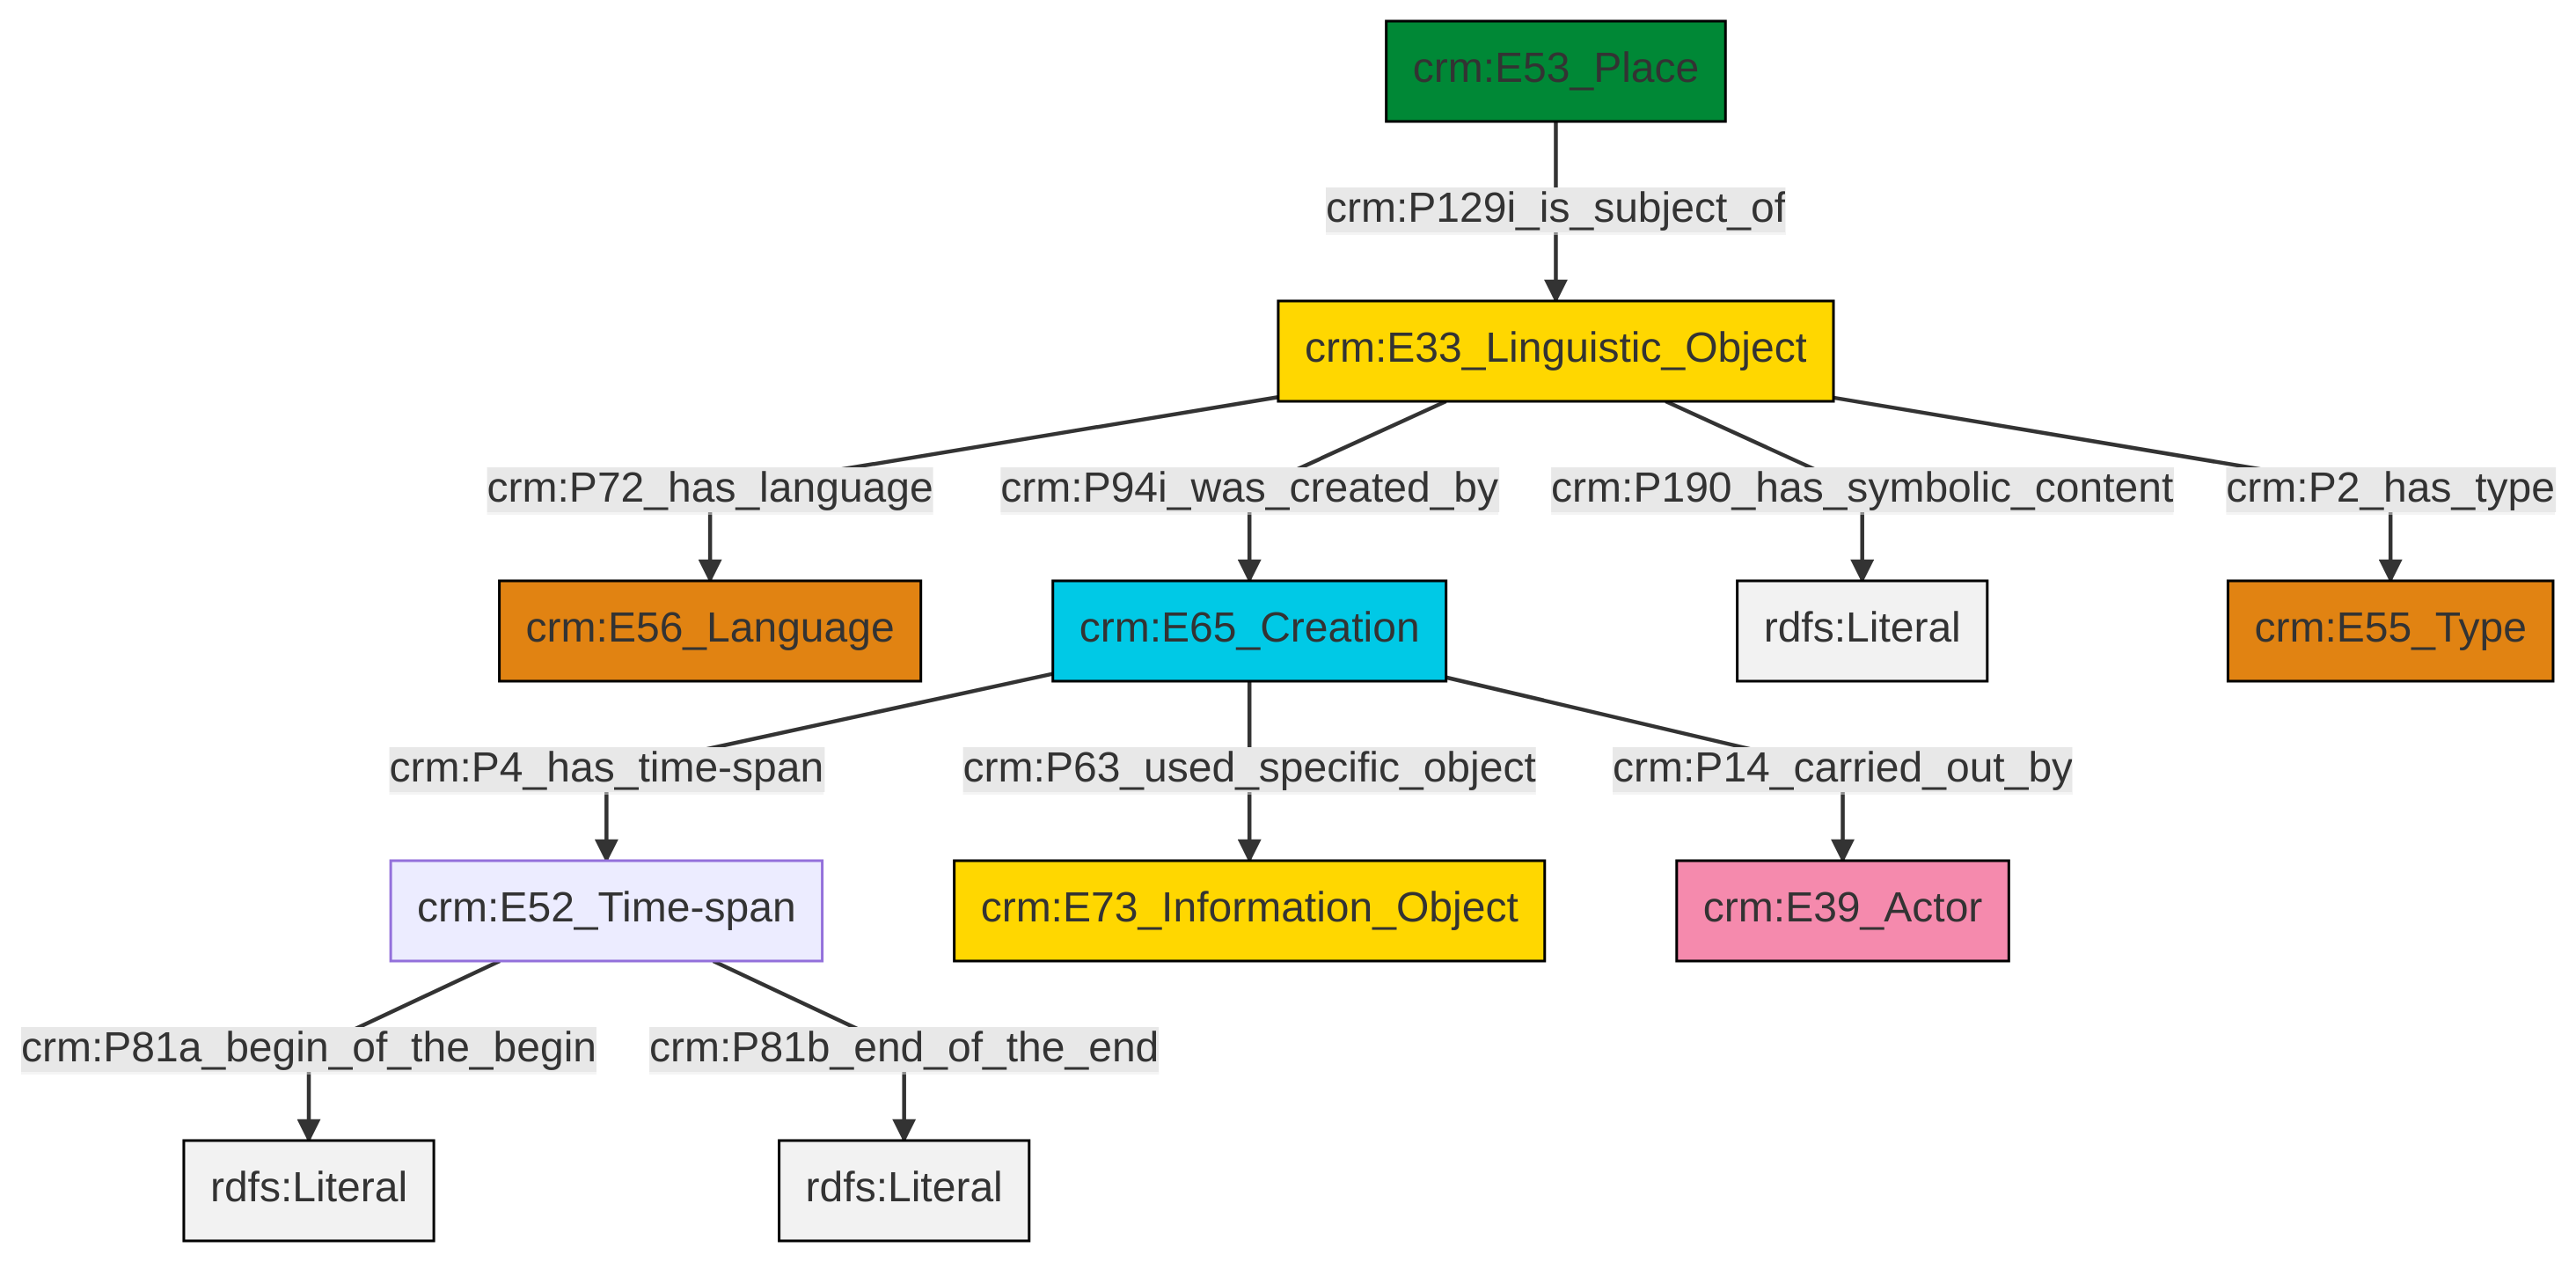 crm:E53_Place
crm:P129i_is_subject_of
crm:E33_Linguistic_Object
crm:P72_has_language
crm:P94i_was_created_by
crm:P190_has_symbolic_content
crm:P2_has_type
crm:E56_Language
crm:E65_Creation
rdfs:Literal
crm:E55_Type
crm:P4_has_time-span
crm:P63_used_specific_object
crm:P14_carried_out_by
crm:E52_Time-span
crm:E73_Information_Object
crm:E39_Actor
crm:P81a_begin_of_the_begin
crm:P81b_end_of_the_end
rdfs:Literal
rdfs:Literal